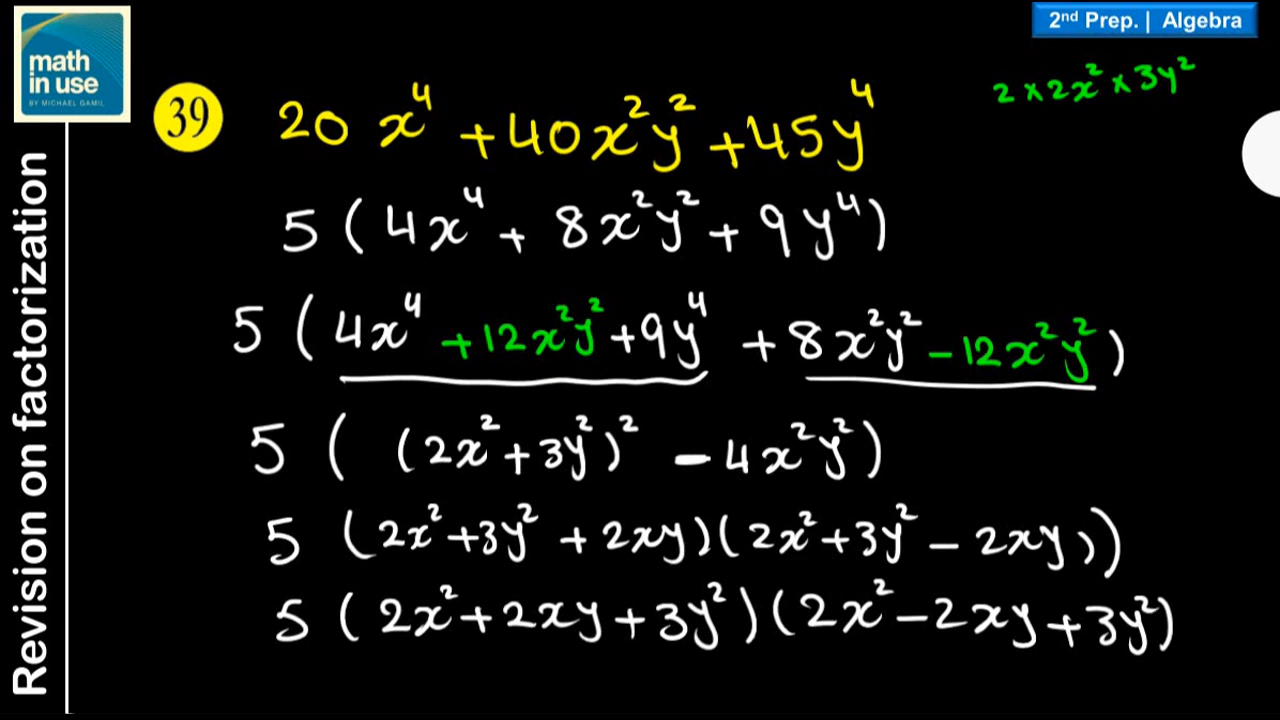 2nd Prep. | Algebra
math
in use
BY MICHAEL GAMIL
Revision on factorization
2 × 2x² × 3y²
39 20x⁴ + 40x²y² + 45y⁴
5 ( 4x⁴ + 8x²y² + 9y⁴ )
5 ( 4x⁴ + 12x²y² + 9y⁴ + 8x²y² - 12x²y² )
5 ( (2x² + 3y²)² - 4x²y² )
5 (2x² + 3y² + 2xy)(2x² + 3y² - 2xy))
5 ( 2x² + 2xy + 3y² ) ( 2x² - 2xy + 3y² )